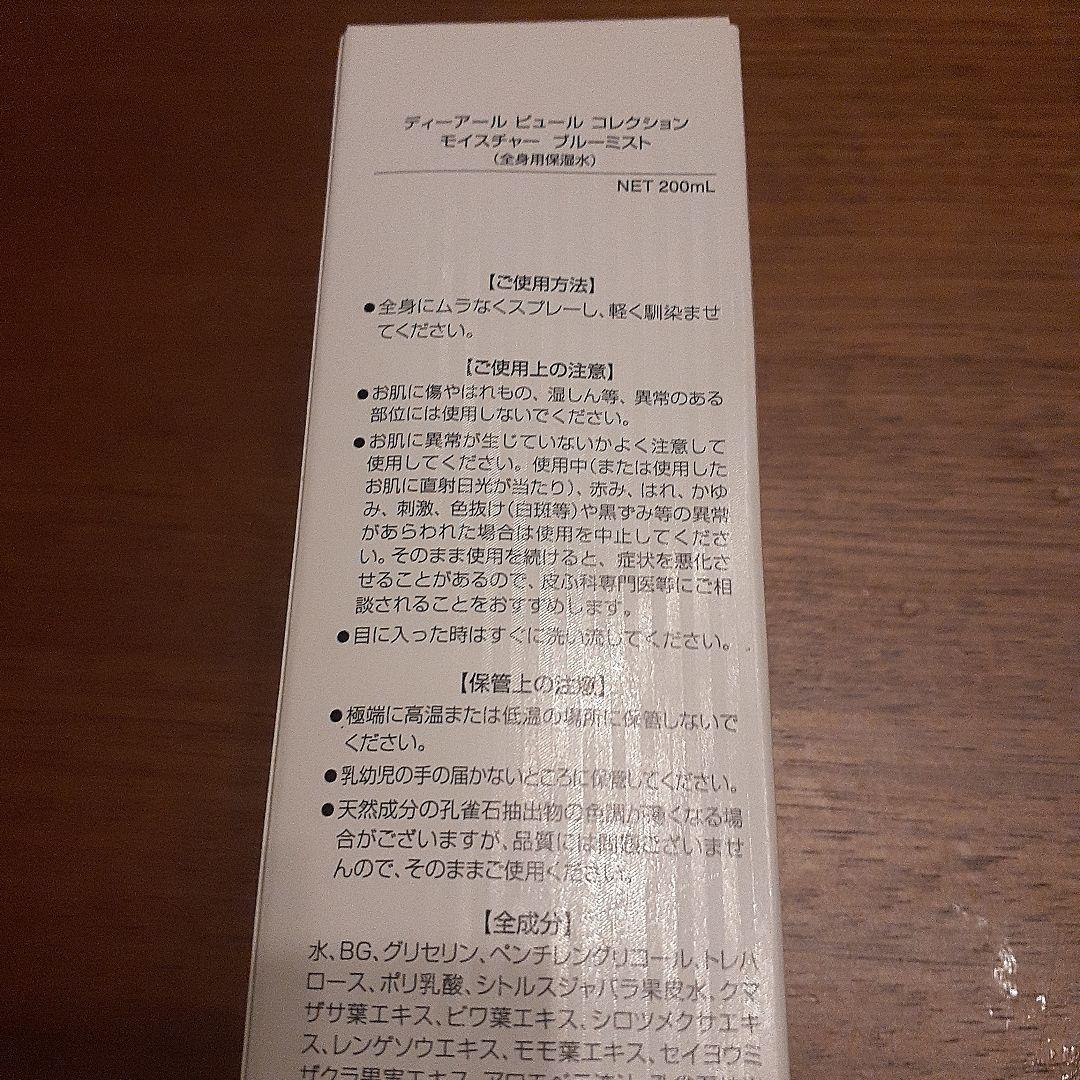 ディーアール ピュール コレクション
モイスチャー ブルーミスト
(全身用保湿水)
NET 200mL
【ご使用方法】
●全身にムラなくスプレーし、軽く馴染ませ
てください。
【ご使用上の注意】
●お肌に傷やはれもの、湿しん等、異常のある
部位には使用しないでください。
●お肌に異常が生じていないかよく注意して
使用してください。使用中(または使用した
お肌に直射日光が当たり)、赤み、はれ、かゆ
み、刺激、色抜け(白斑等)や黒ずみ等の異常
があらわれた場合は使用を中止してくださ
い。そのまま使用を続けると、症状を悪化さ
せることがあるので、皮ふ科専門医等にご相
談されることをおすすめします。
●目に入った時はすぐに洗い流してください。
【保管上の注意】
●極端に高温または低温の場所に保管しないで
ください。
●乳幼児の手の届かないところに保管してください。
●天然成分の孔雀石抽出物の色調が薄くなる場
合がございますが、品質には問題ございませ
んので、そのままご使用ください。
【全成分】
水、BG、グリセリン、ペンチレングリコール、トレハ
ロース、ポリ乳酸、シトルスジャバラ果皮水、クマ
ザサ葉エキス、ビワ葉エキス、シロツメクサエキ
ス、レンゲソウエキス、モモ葉エキス、セイヨウミ
ザクラ果実エキス、アロエベラ